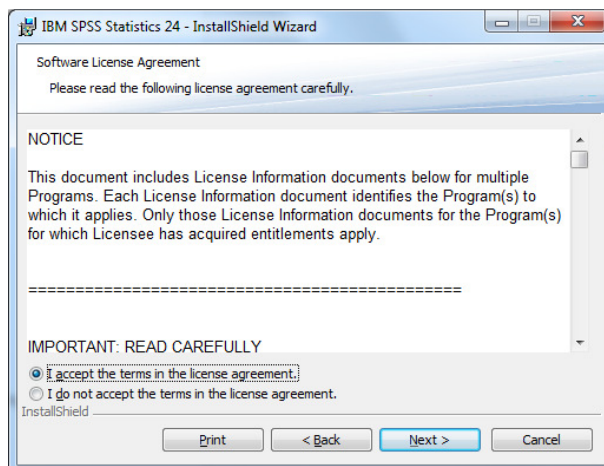 IBM SPSS Statistics 24 - InstallShield Wizard
Software License Agreement
Please read the following license agreement carefully.
NOTICE
This document includes License Information documents below for multiple
Programs. Each License Information document identifies the Program(s) to
which it applies. Only those License Information documents for the Program(s)
for which Licensee has acquired entitlements apply.
==============================================
IMPORTANT: READ CAREFULLY
I accept the terms in the license agreement.
I do not accept the terms in the license agreement.
InstallShield
Print < Back Next > Cancel